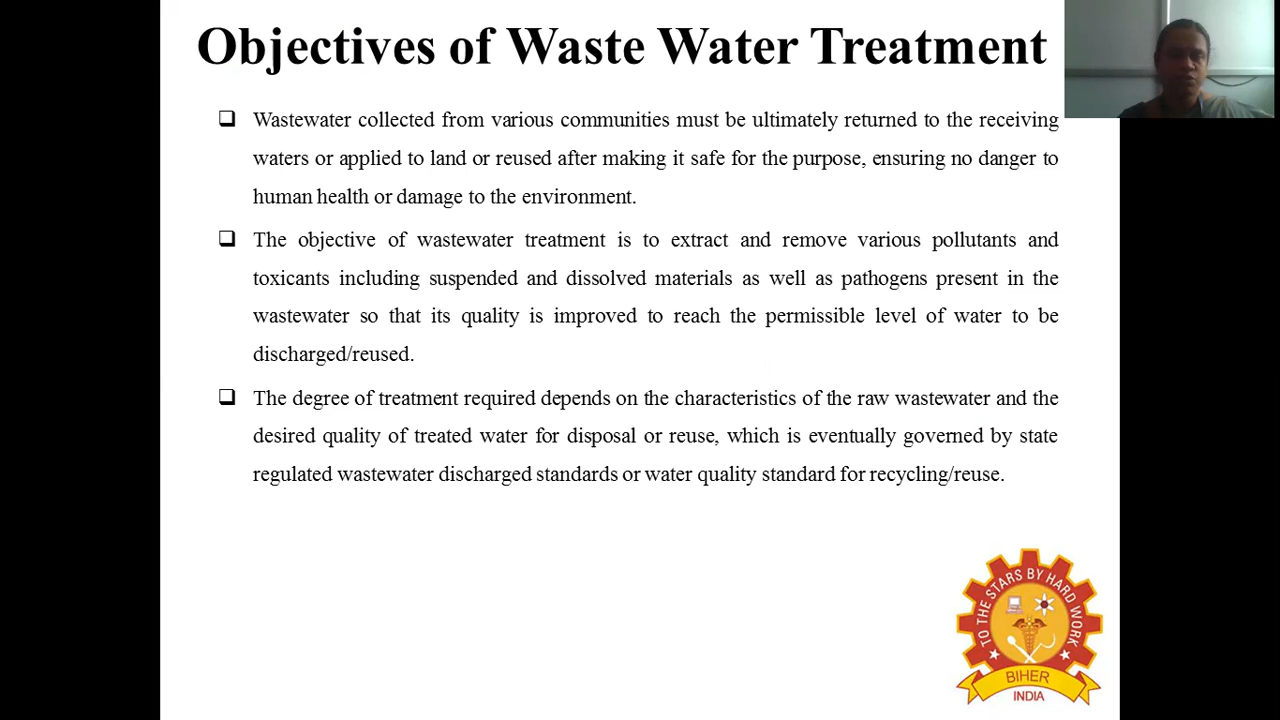 Objectives of Waste Water Treatment
Wastewater collected from various communities must be ultimately returned to the receiving
waters or applied to land or reused after making it safe for the purpose, ensuring no danger to
human health or damage to the environment.
The objective of wastewater treatment is to extract and remove various pollutants and
toxicants including suspended and dissolved materials as well as pathogens present in the
wastewater so that its quality is improved to reach the permissible level of water to be
discharged/reused.
The degree of treatment required depends on the characteristics of the raw wastewater and the
desired quality of treated water for disposal or reuse, which is eventually governed by state
regulated wastewater discharged standards or water quality standard for recycling/reuse.
TO THE STARS BY HARD WORK
BIHER
INDIA